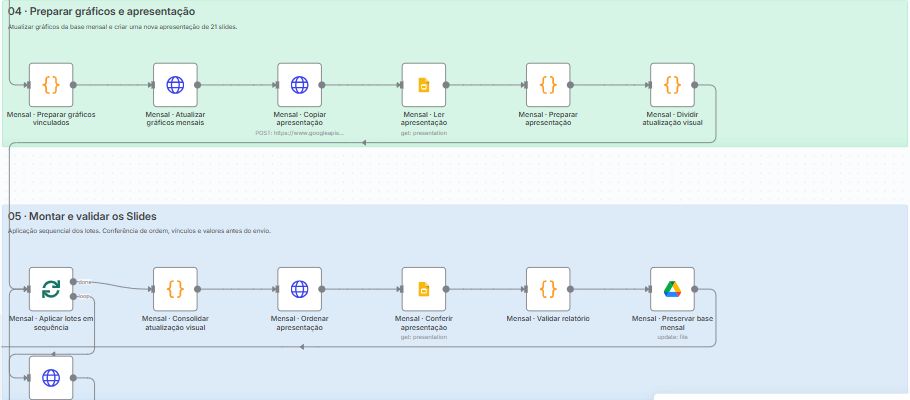 04 · Preparar gráficos e apresentação
Atualizar gráficos da base mensal e criar uma nova apresentação de 21 slides.
Mensal · Preparar gráficos
vinculados
Mensal · Atualizar
gráficos mensais
Mensal · Copiar
apresentação
POST: https://www.googleapis...
Mensal · Ler
apresentação
get: presentation
Mensal · Preparar
apresentação
Mensal · Dividir
atualização visual
05 · Montar e validar os Slides
Aplicação sequencial dos lotes. Conferência de ordem, vínculos e valores antes do envio.
done
loop
Mensal · Aplicar lotes em
sequência
Mensal · Consolidar
atualização visual
Mensal · Ordenar
apresentação
Mensal · Conferir
apresentação
get: presentation
Mensal · Validar relatório
Mensal · Preservar base
mensal
update: file